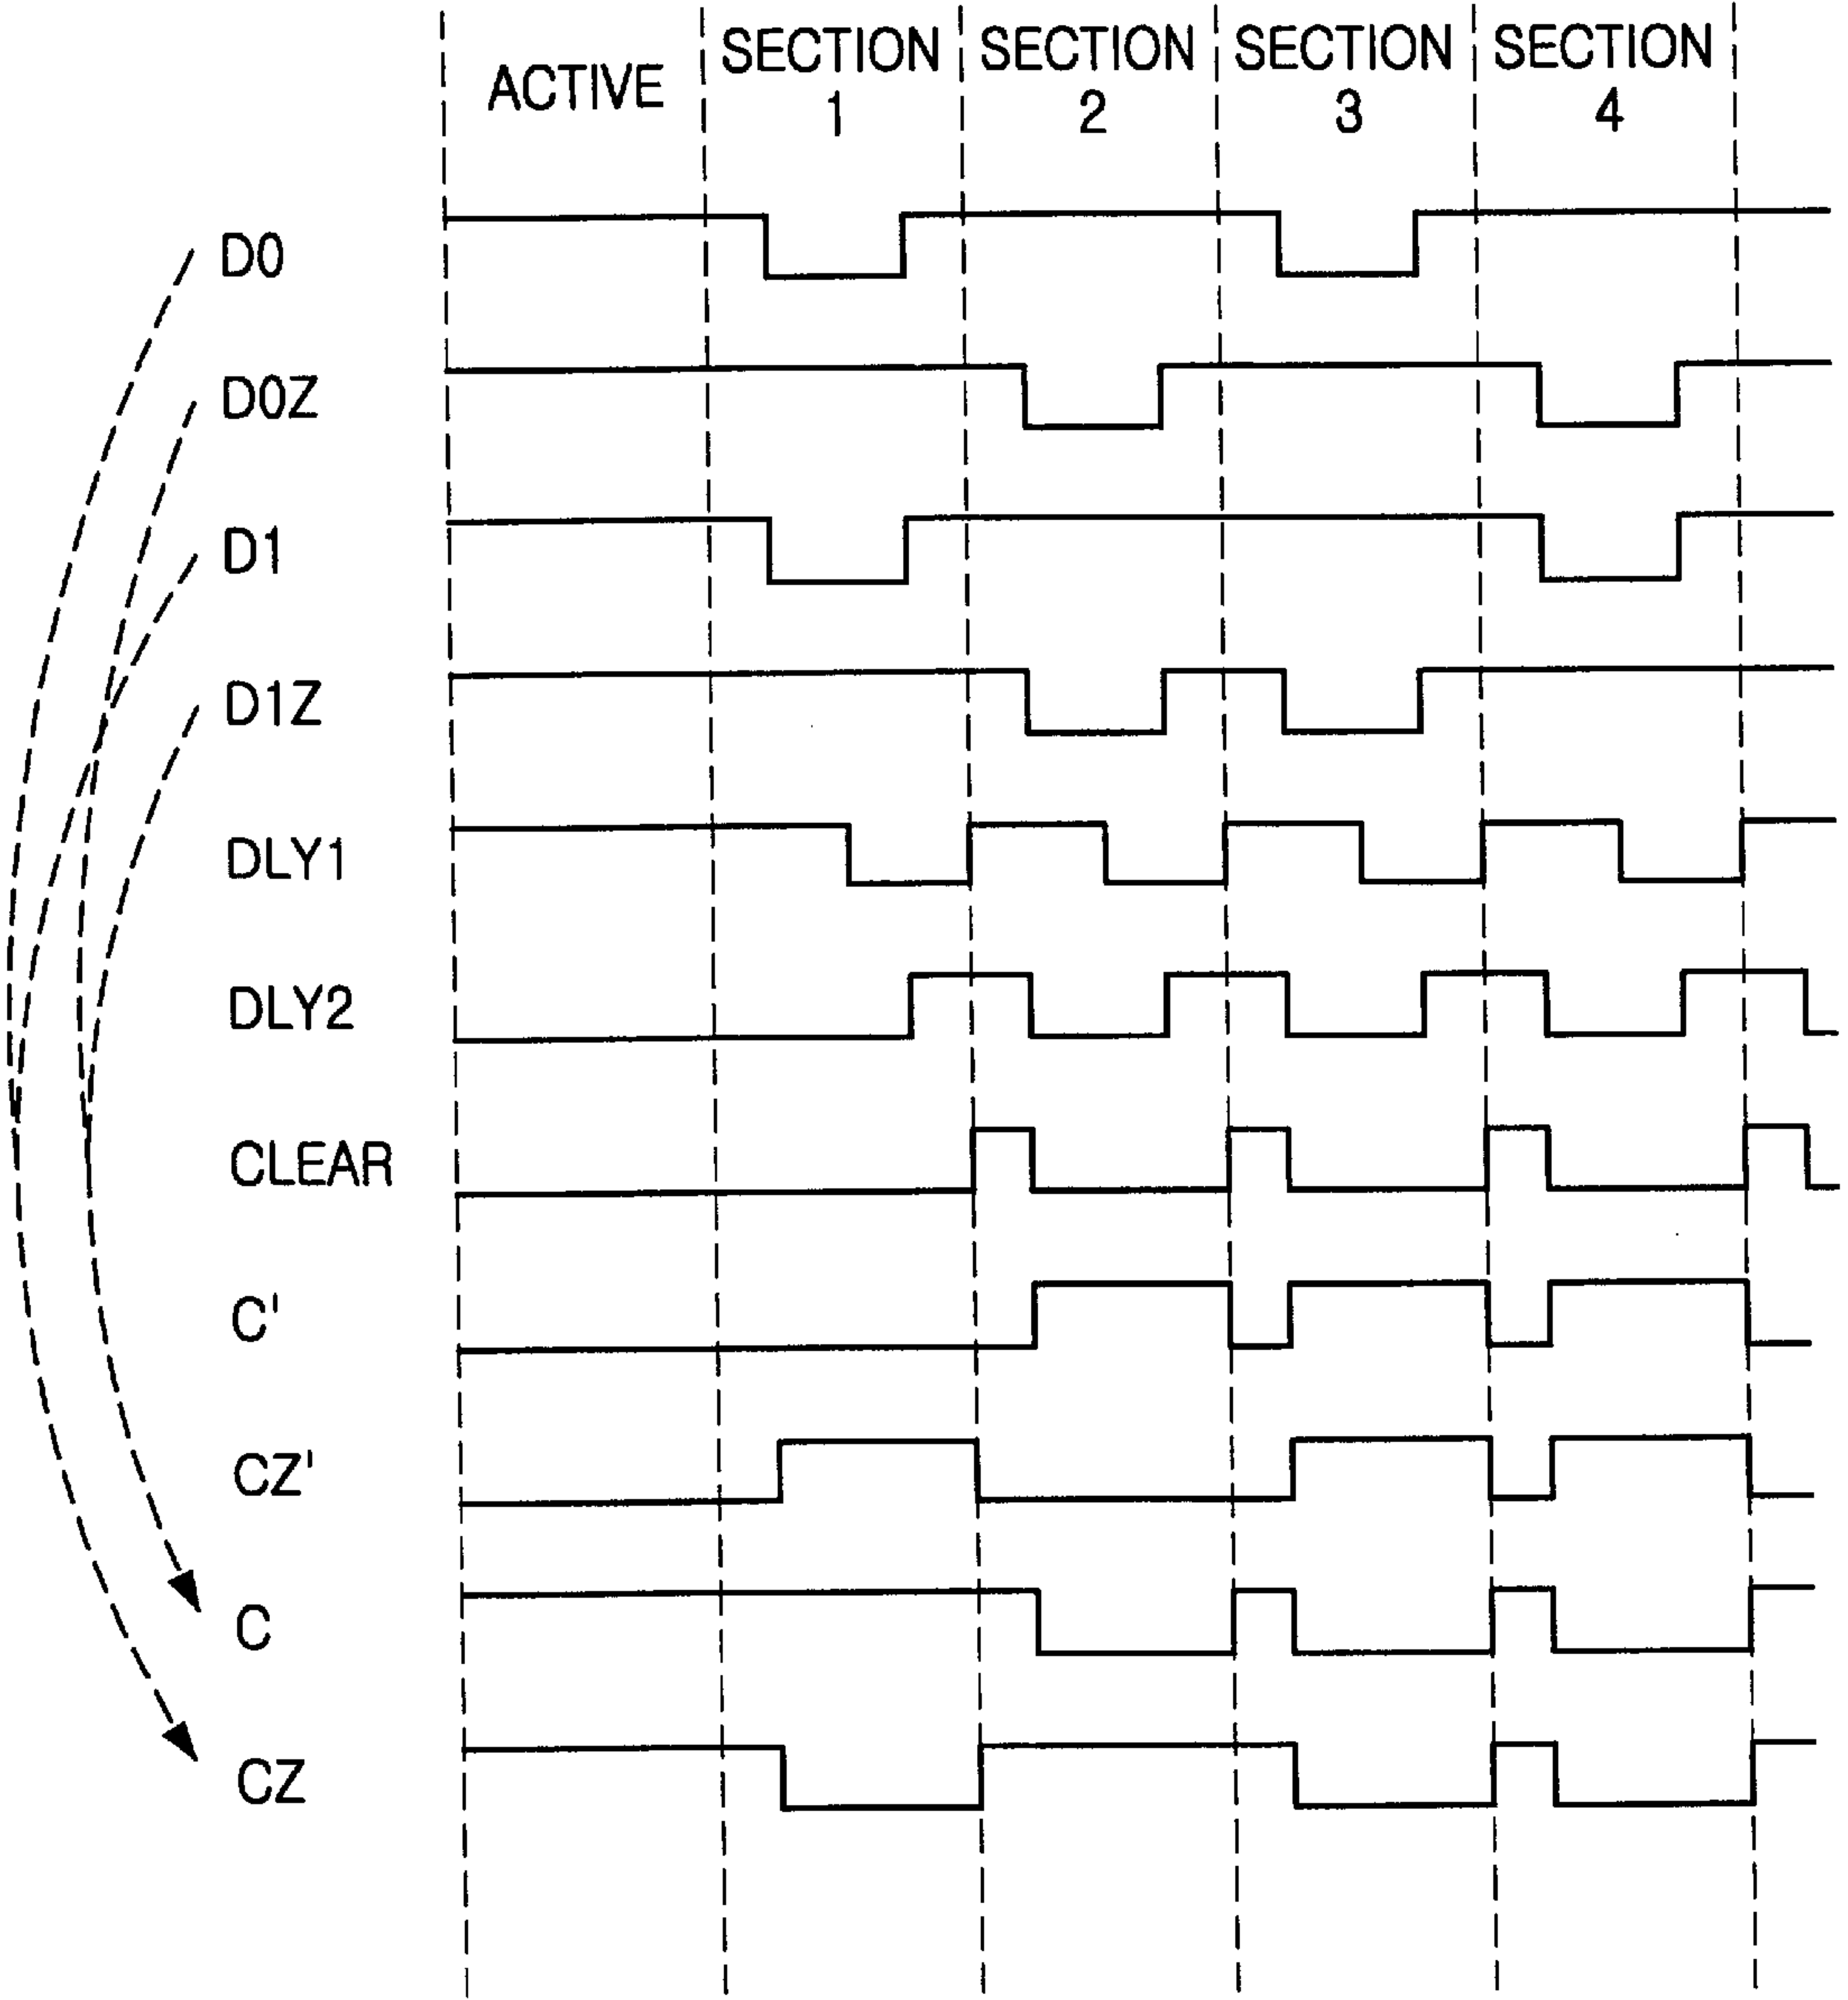 ACTIVE
SECTION 1
SECTION 2
SECTION 3
SECTION 4
D0
D0Z
D1
D1Z
DLY1
DLY2
CLEAR
C'
CZ'
C
CZ